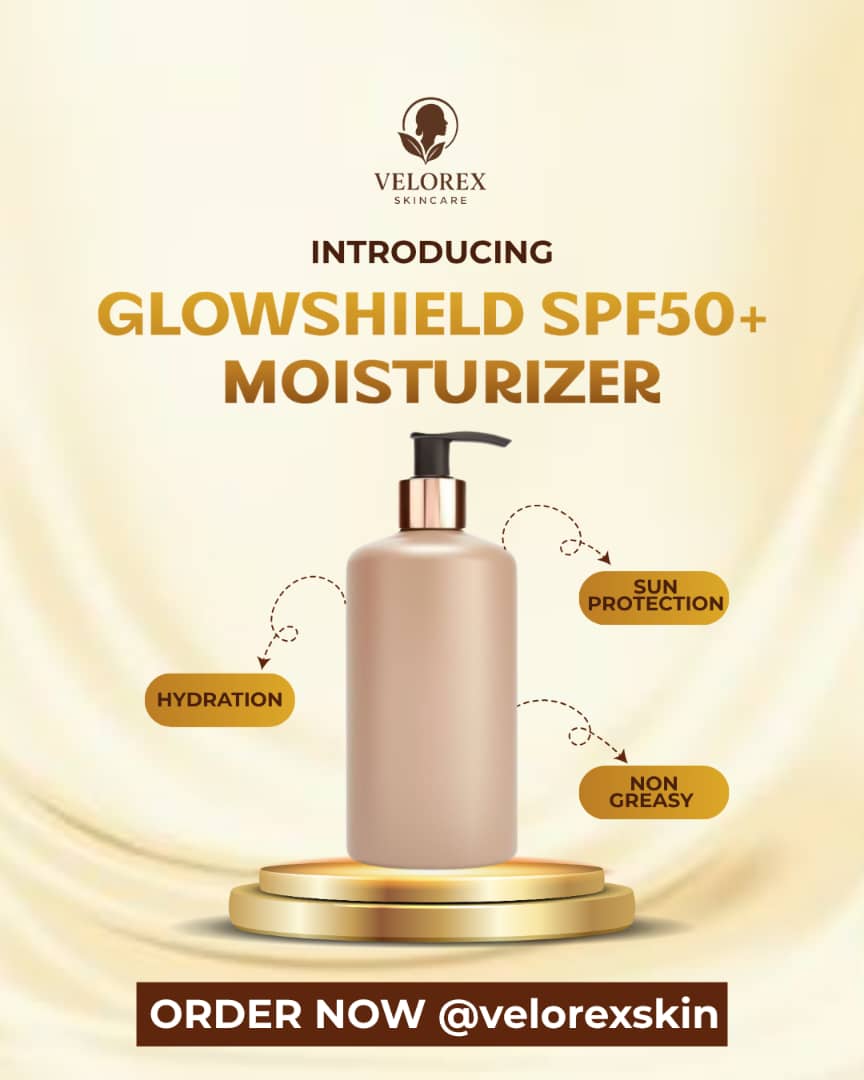 VELOREX
SKINCARE
INTRODUCING
GLOWSHIELD SPF50+
MOISTURIZER
SUN
PROTECTION
HYDRATION
NON
GREASY
ORDER NOW @velorexskin